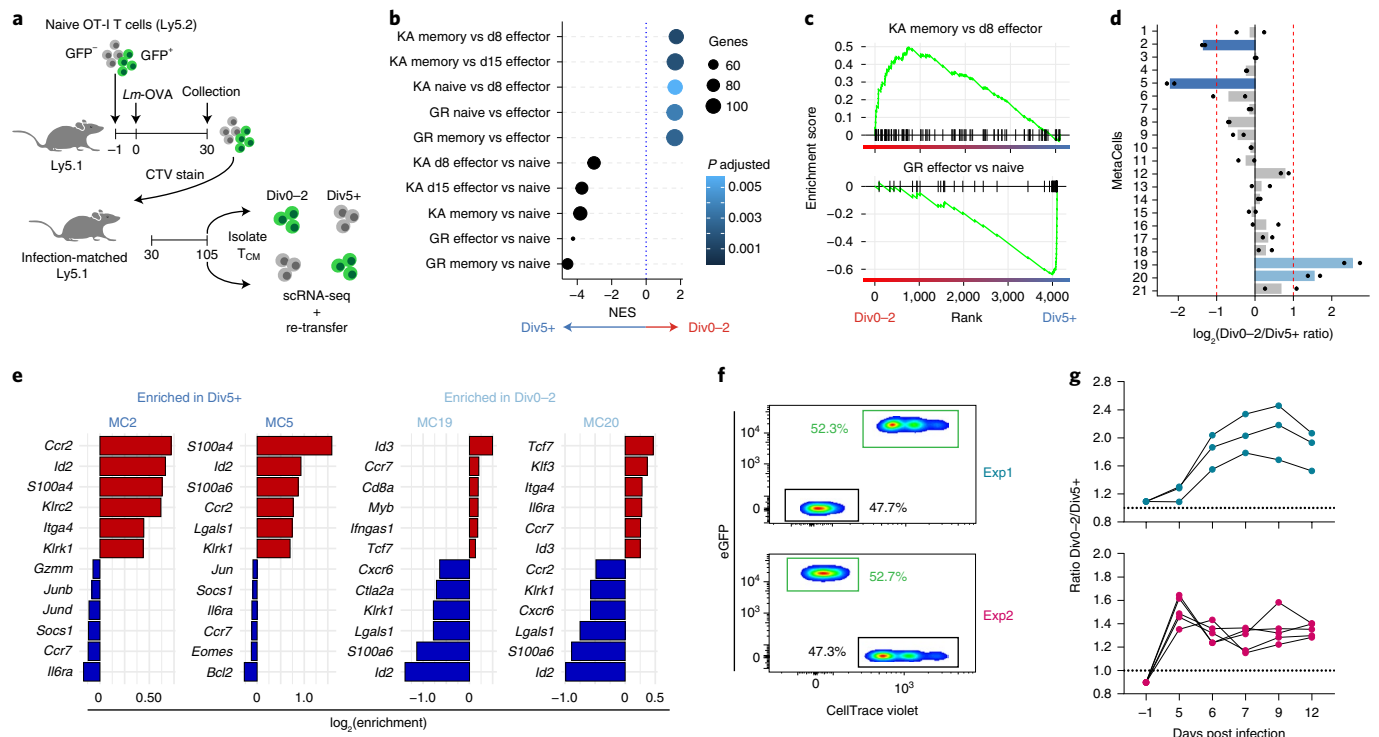 a
Naive OT-I T cells (Ly5.2)
GFP⁻
GFP⁺
Lm-OVA
Collection
Ly5.1
−1
0
30
CTV stain
Infection-matched
Ly5.1
30
105
Isolate
T_CM
Div0–2
Div5+
scRNA-seq
+
re-transfer
b
KA memory vs d8 effector
KA memory vs d15 effector
KA naive vs d8 effector
GR naive vs effector
GR memory vs effector
KA d8 effector vs naive
KA d15 effector vs naive
KA memory vs naive
GR effector vs naive
GR memory vs naive
−4
−2
0
2
NES
Div5+
Div0–2
Genes
60
80
100
P adjusted
0.005
0.003
0.001
c
KA memory vs d8 effector
0.5
0.4
0.3
0.2
0.1
0
GR effector vs naive
0
−0.2
−0.4
−0.6
Enrichment score
0
1,000
2,000
3,000
4,000
Div0–2
Rank
Div5+
d
MetaCells
1
2
3
4
5
6
7
8
9
10
11
12
13
14
15
16
17
18
19
20
21
−2
−1
0
1
2
log₂(Div0–2/Div5+ ratio)
e
Enriched in Div5+
Enriched in Div0–2
MC2
Ccr2
Id2
S100a4
Klrc2
Itga4
Klrk1
Gzmm
Junb
Jund
Socs1
Ccr7
Il6ra
0
0.50
MC5
S100a4
Id2
S100a6
Ccr2
Lgals1
Klrk1
Jun
Socs1
Il6ra
Ccr7
Eomes
Bcl2
0
1.0
MC19
Id3
Ccr7
Cd8a
Myb
Ifngas1
Tcf7
Cxcr6
Ctla2a
Klrk1
Lgals1
S100a6
Id2
−1.0
0
MC20
Tcf7
Klf3
Itga4
Il6ra
Ccr7
Id3
Ccr2
Klrk1
Cxcr6
Lgals1
S100a6
Id2
−1.0
0
0.5
log₂(enrichment)
f
eGFP
10⁴
10³
0
52.3%
47.7%
Exp1
10⁴
10³
0
52.7%
47.3%
Exp2
0
10³
CellTrace violet
g
Ratio Div0–2/Div5+
2.8
2.4
2.0
1.6
1.2
0.8
2.0
1.8
1.6
1.4
1.2
1.0
0.8
−1
5
6
7
9
12
Days post infection